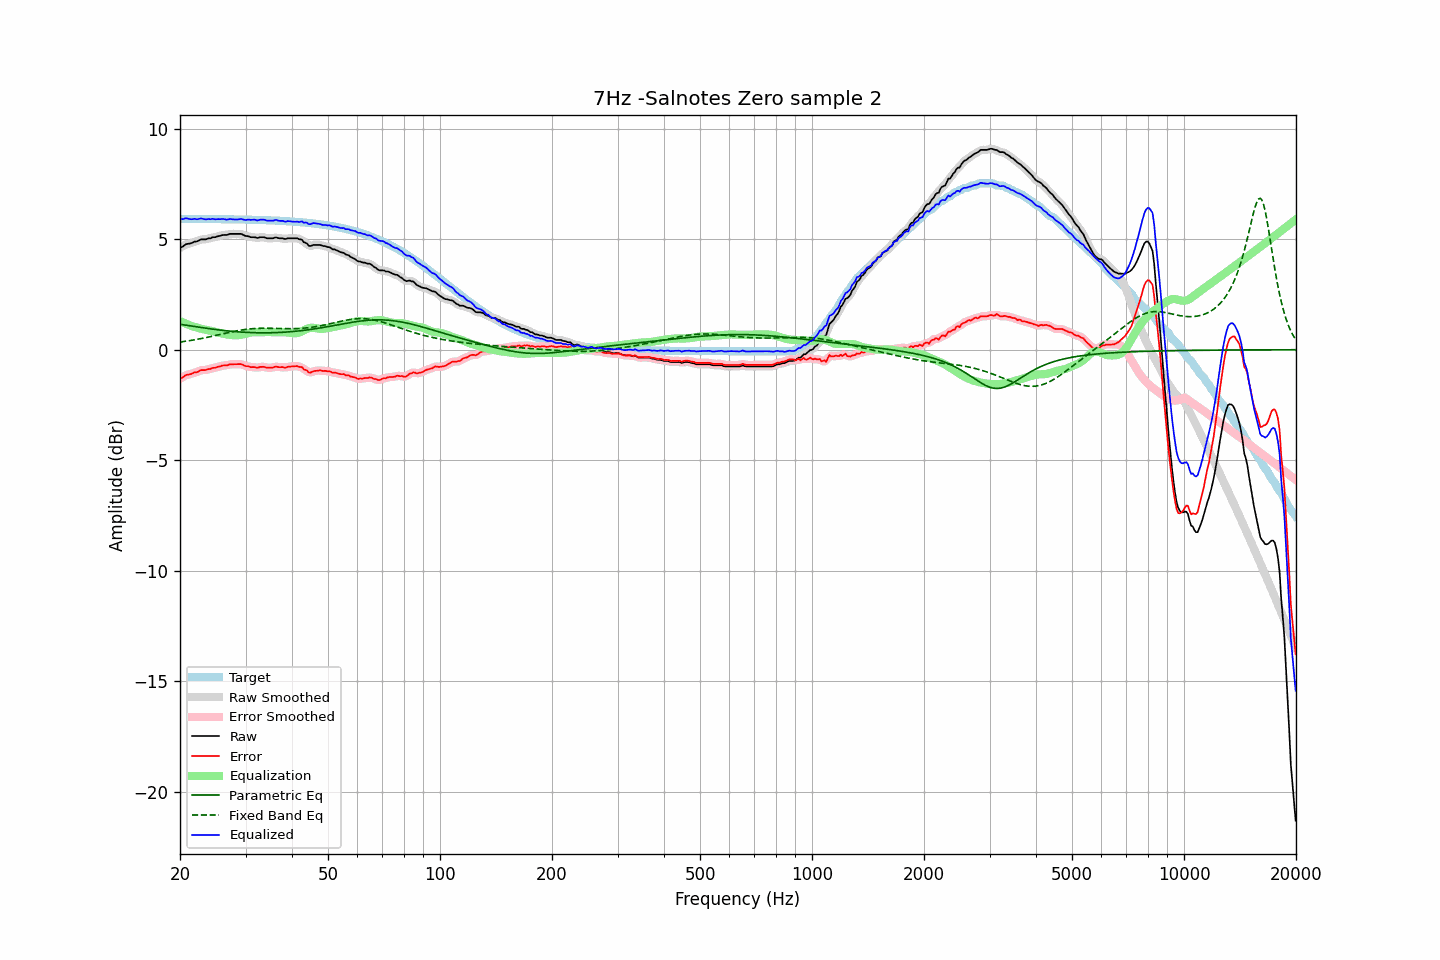 7Hz -Salnotes Zero sample 2
10
5
0
−5
−10
−15
−20
Amplitude (dBr)
Target
Raw Smoothed
Error Smoothed
Raw
Error
Equalization
Parametric Eq
Fixed Band Eq
Equalized
20 50 100 200 500 1000 2000 5000 10000 20000
Frequency (Hz)